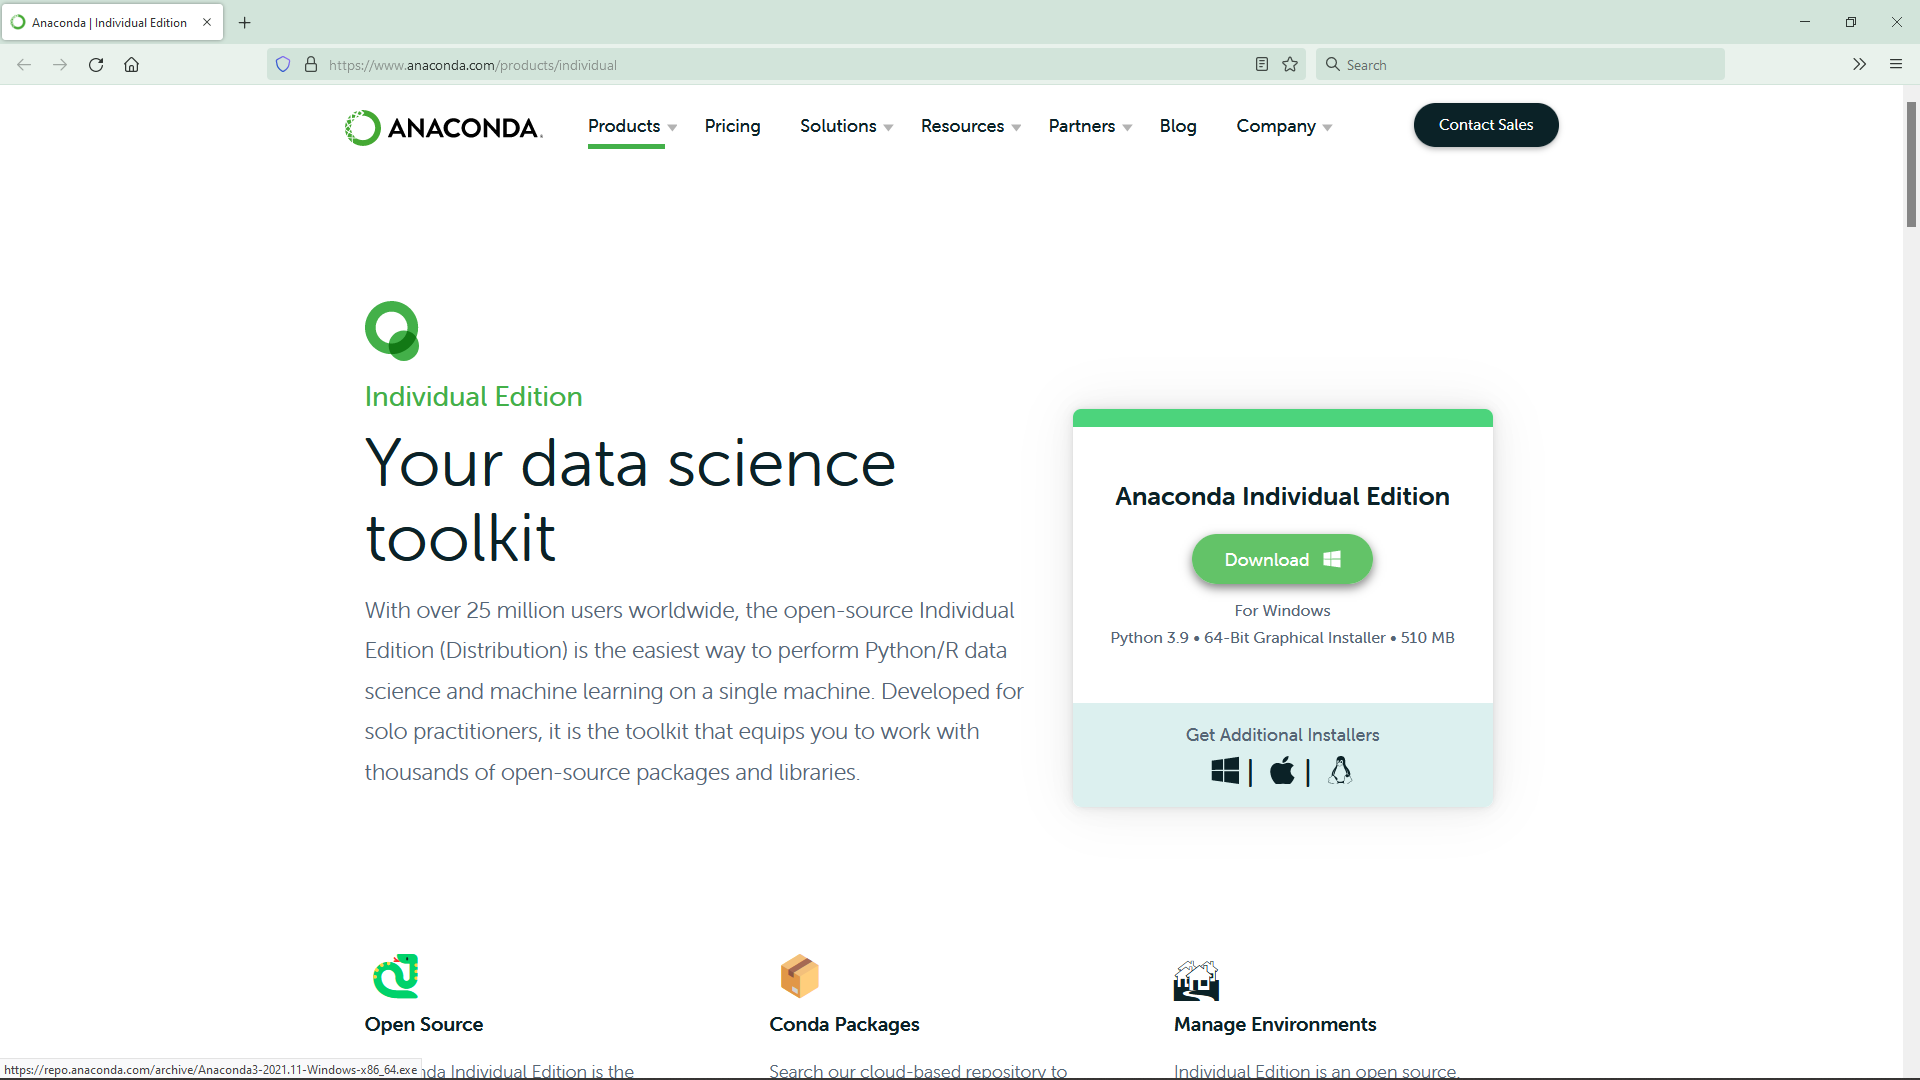 Anaconda | Individual Edition
https://www.anaconda.com/products/individual
Search
ANACONDA.
Products
Pricing
Solutions
Resources
Partners
Blog
Company
Contact Sales
Individual Edition
Your data science
toolkit
With over 25 million users worldwide, the open-source Individual
Edition (Distribution) is the easiest way to perform Python/R data
science and machine learning on a single machine. Developed for
solo practitioners, it is the toolkit that equips you to work with
thousands of open-source packages and libraries.
Anaconda Individual Edition
Download
For Windows
Python 3.9 • 64-Bit Graphical Installer • 510 MB
Get Additional Installers
Open Source
nda Individual Edition is the
Conda Packages
Search our cloud-based repository to
Manage Environments
Individual Edition is an open source,
https://repo.anaconda.com/archive/Anaconda3-2021.11-Windows-x86_64.exe